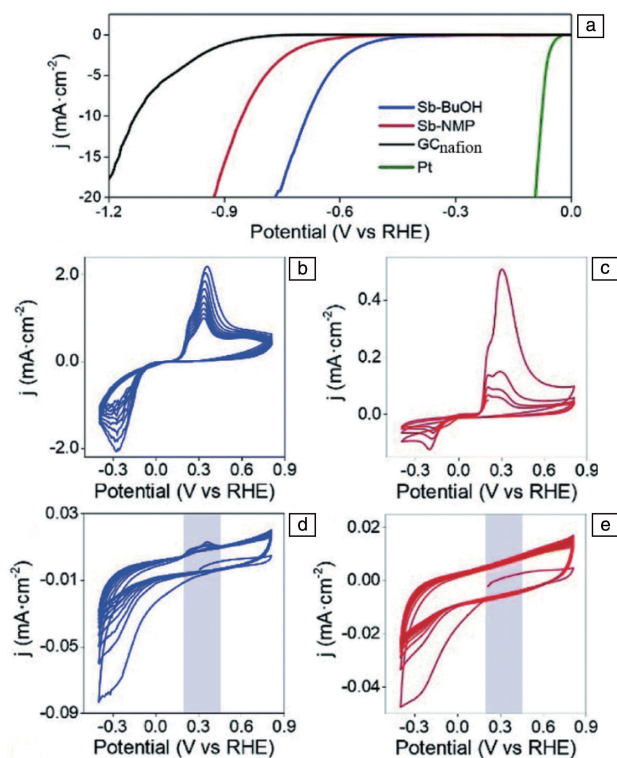 a
j (mA·cm⁻²)
0
-5
-10
-15
-20
Sb-BuOH
Sb-NMP
GCnafion
Pt
-1.2
-0.9
-0.6
-0.3
0.0
Potential (V vs RHE)
b
j (mA·cm⁻²)
2.0
0.0
-2.0
-0.3
0.0
0.3
0.6
0.9
Potential (V vs RHE)
c
j (mA·cm⁻²)
0.4
0.2
0.0
-0.3
0.0
0.3
0.6
0.9
Potential (V vs RHE)
d
j (mA·cm⁻²)
0.03
-0.01
-0.05
-0.09
-0.3
0.0
0.3
0.6
0.9
Potential (V vs RHE)
e
j (mA·cm⁻²)
0.02
0.00
-0.02
-0.04
-0.3
0.0
0.3
0.6
0.9
Potential (V vs RHE)